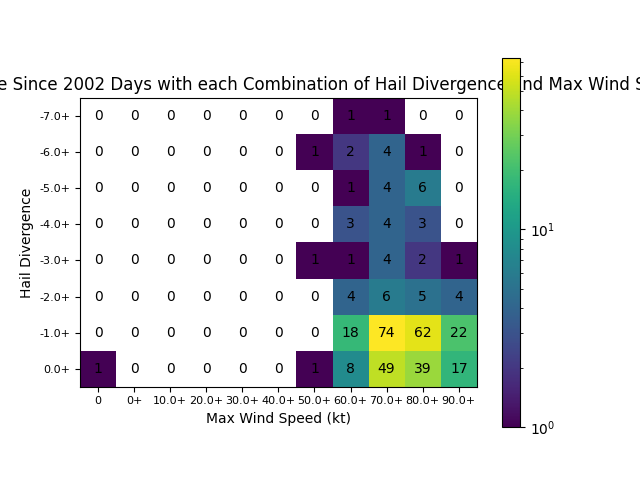 e Since 2002 Days with each Combination of Hail Divergence and Max Wind S
-7.0+ 0 0 0 0 0 0 0 1 1 0 0
-6.0+ 0 0 0 0 0 0 1 2 4 1 0
-5.0+ 0 0 0 0 0 0 0 1 4 6 0
-4.0+ 0 0 0 0 0 0 0 3 4 3 0
-3.0+ 0 0 0 0 0 0 1 1 4 2 1
-2.0+ 0 0 0 0 0 0 0 4 6 5 4
-1.0+ 0 0 0 0 0 0 0 18 74 62 22
0.0+ 1 0 0 0 0 0 1 8 49 39 17
0 0+ 10.0+ 20.0+ 30.0+ 40.0+ 50.0+ 60.0+ 70.0+ 80.0+ 90.0+
Max Wind Speed (kt)
Hail Divergence
10¹
10⁰